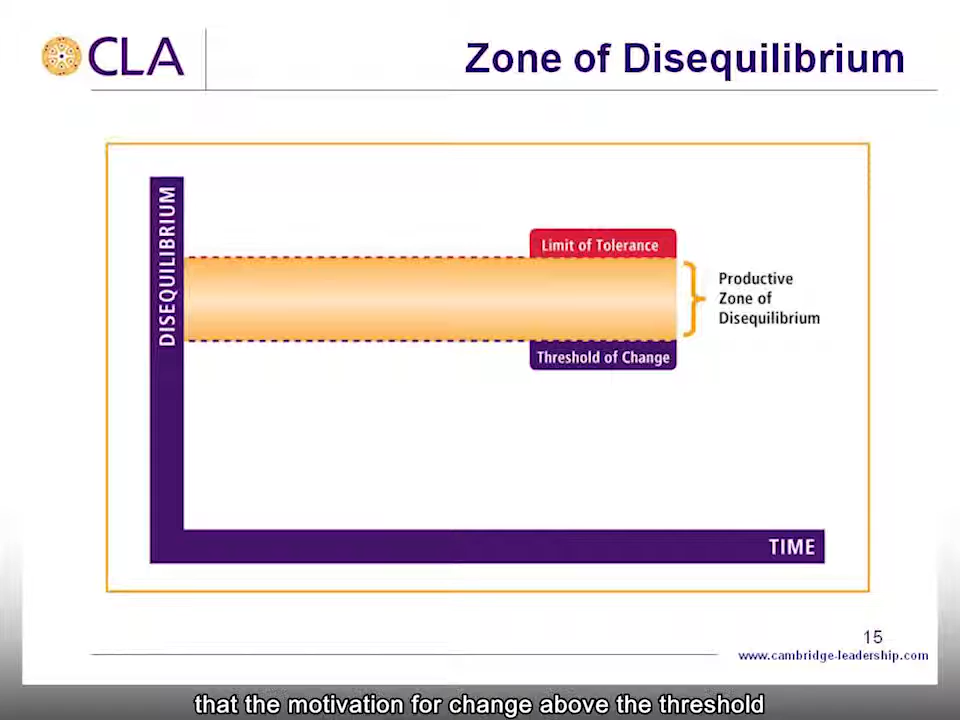 CLA
Zone of Disequilibrium
DISEQUILIBRIUM
Limit of Tolerance
Productive
Zone of
Disequilibrium
Threshold of Change
TIME
15
www.cambridge-leadership.com
that the motivation for change above the threshold